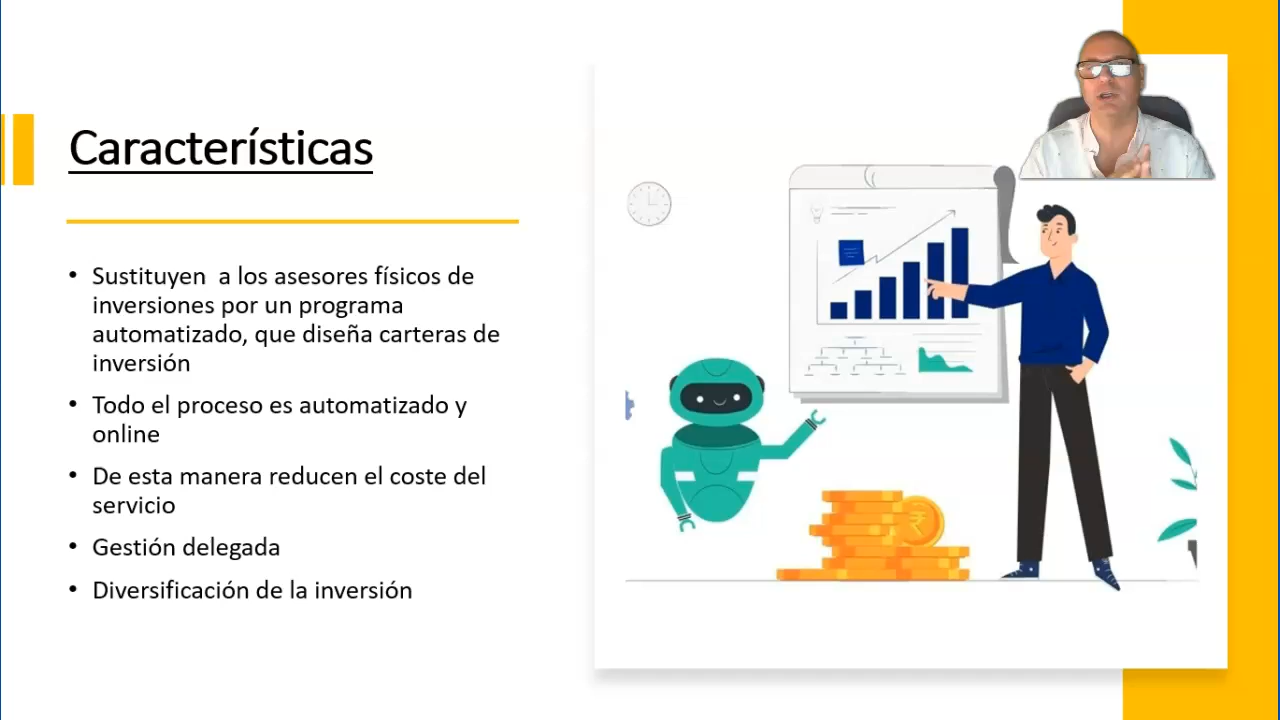 Características
• Sustituyen  a los asesores físicos de
inversiones por un programa
automatizado, que diseña carteras de
inversión
• Todo el proceso es automatizado y
online
• De esta manera reducen el coste del
servicio
• Gestión delegada
• Diversificación de la inversión
₹